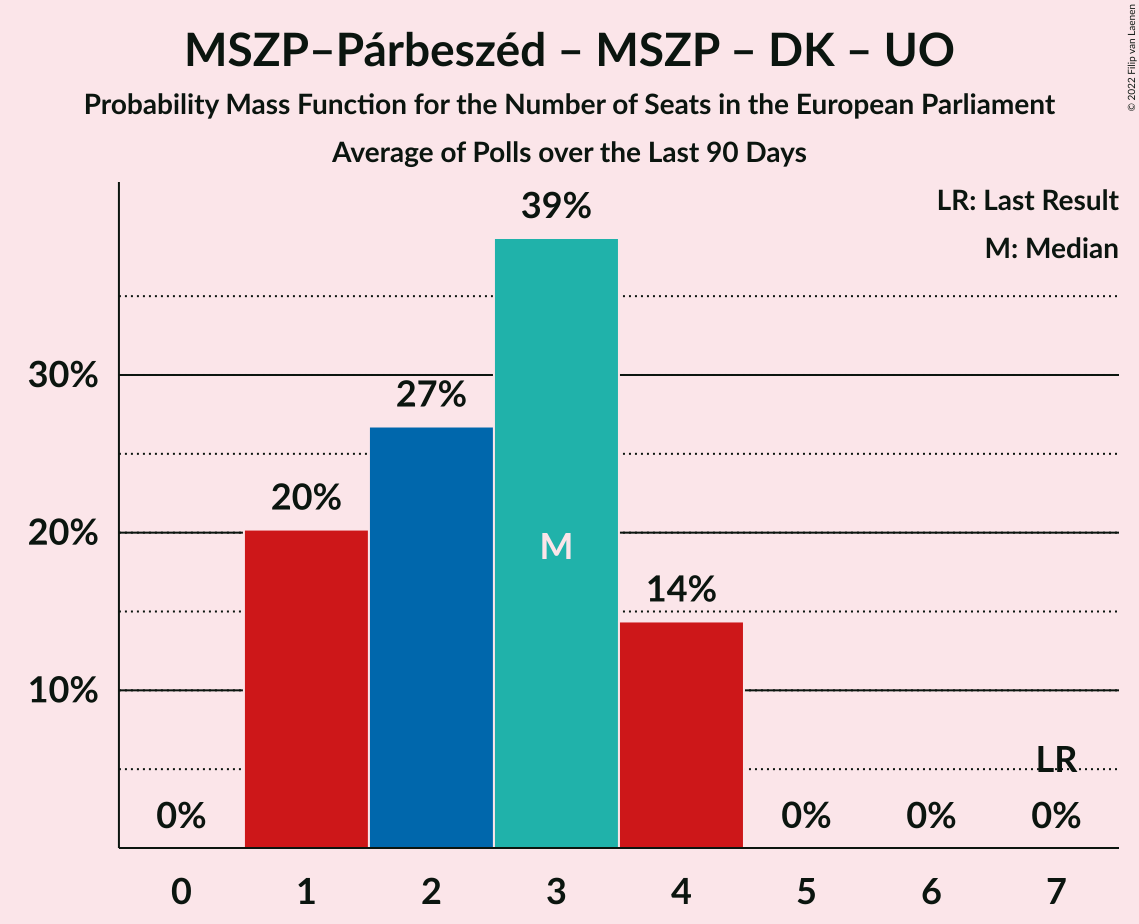 MSZP–Párbeszéd – MSZP – DK – UO
Probability Mass Function for the Number of Seats in the European Parliament
Average of Polls over the Last 90 Days
© 2022 Filip van Laenen
LR: Last Result
M: Median
39%
30%
27%
20%
20%
M
14%
10%
LR
0%
0%
0%
0%
0
1
2
3
4
5
6
7